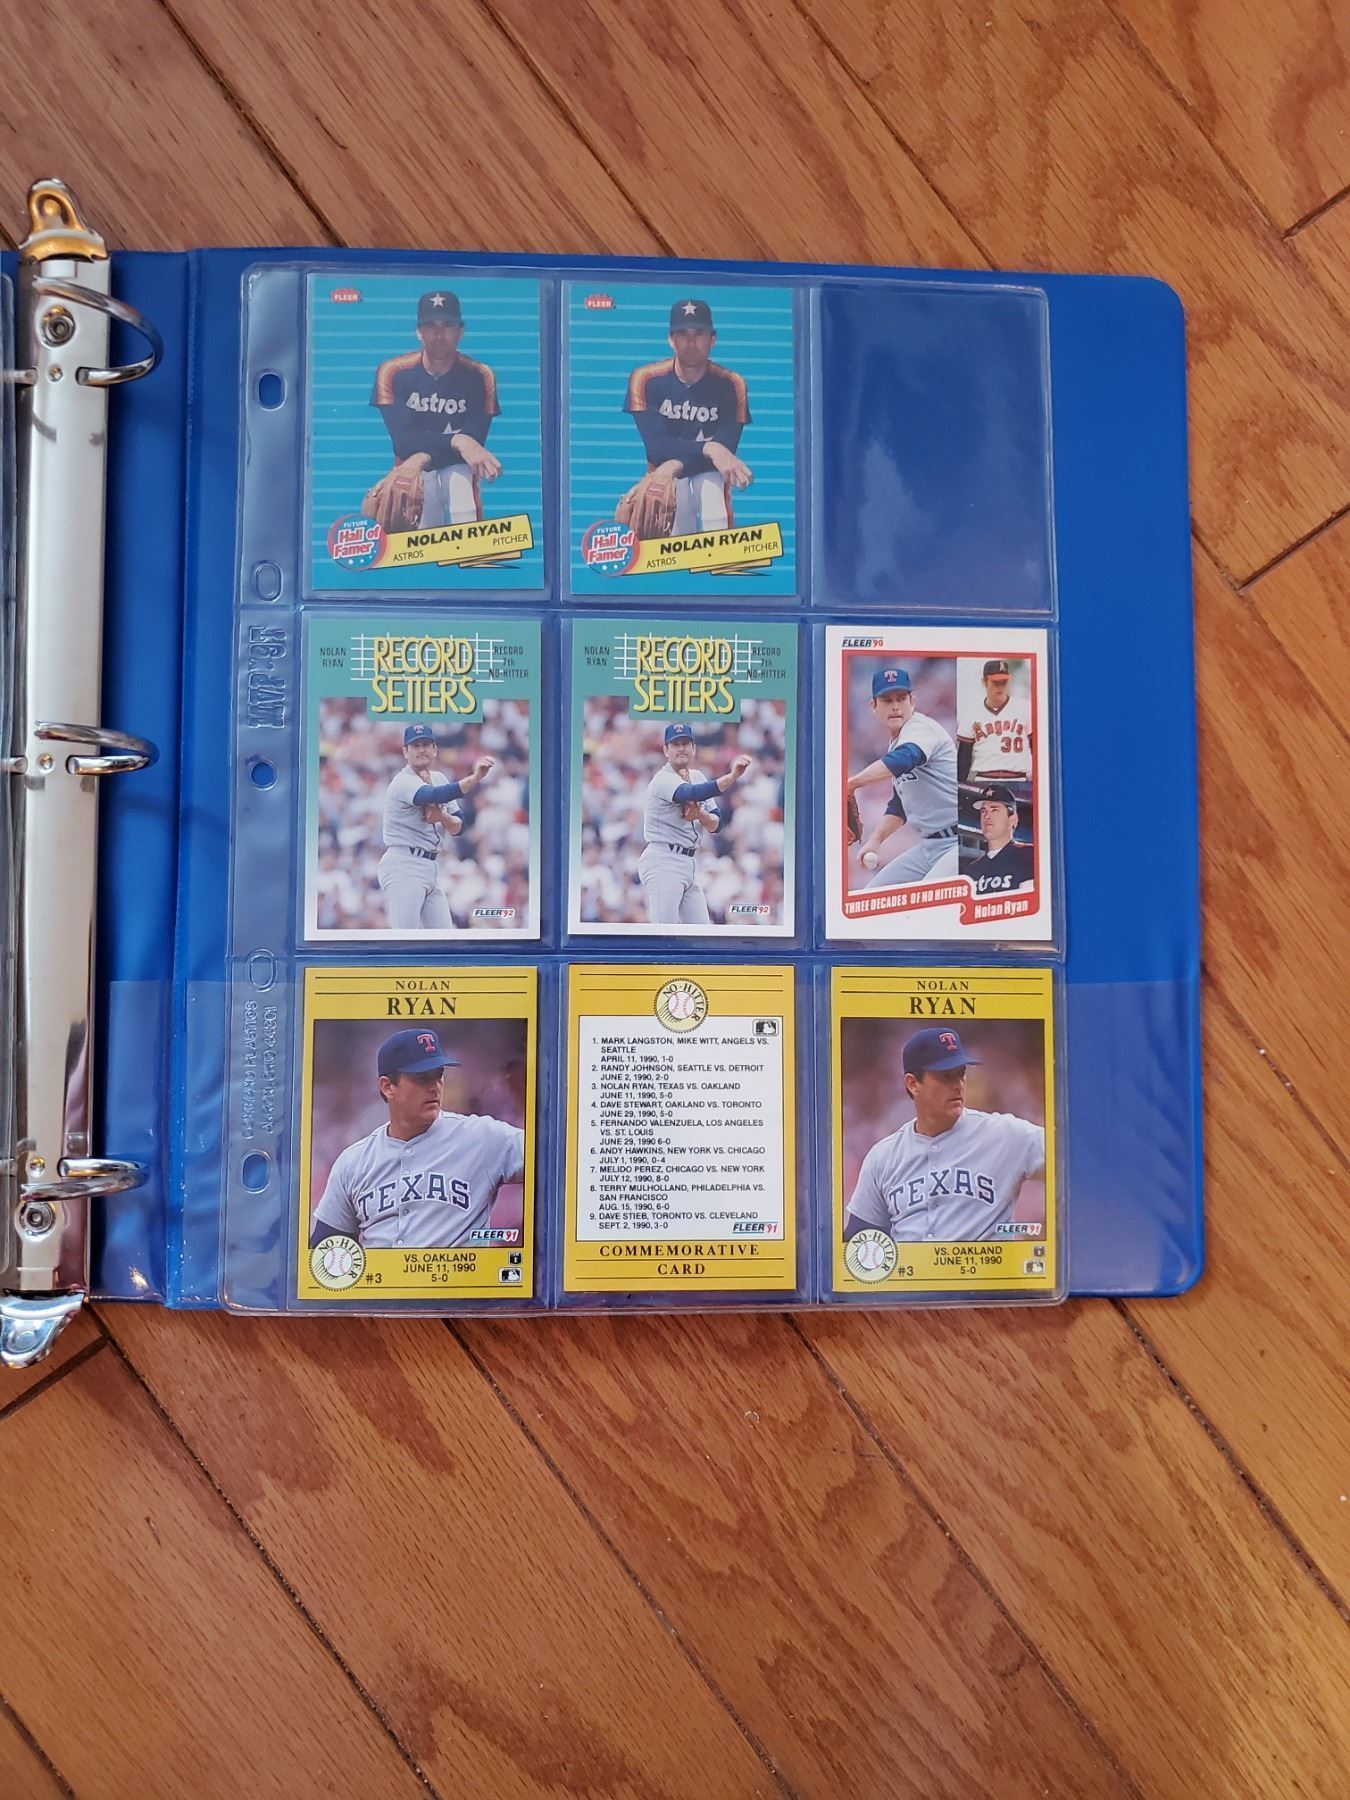 FLEER
Astros
FUTURE
Hall of
Famer
NOLAN RYAN
ASTROS • PITCHER
FLEER
Astros
FUTURE
Hall of
Famer
NOLAN RYAN
ASTROS • PITCHER
NOLAN
RYAN
RECORD
SETTERS
RECORD
7th
NO-HITTER
T
FLEER'92
NOLAN
RYAN
RECORD
SETTERS
RECORD
7th
NO-HITTER
T
FLEER'92
FLEER'90
T
A
Angels
30
stros
THREE DECADES OF NO HITTERS
Nolan Ryan
NOLAN
RYAN
T
TEXAS
FLEER'91
NO-HITTER
#3
VS. OAKLAND
JUNE 11, 1990
5-0
NO-HITTER
1. MARK LANGSTON, MIKE WITT, ANGELS VS.
SEATTLE
APRIL 11, 1990, 1-0
2. RANDY JOHNSON, SEATTLE VS. DETROIT
JUNE 2, 1990, 2-0
3. NOLAN RYAN, TEXAS VS. OAKLAND
JUNE 11, 1990, 5-0
4. DAVE STEWART, OAKLAND VS. TORONTO
JUNE 29, 1990, 5-0
5. FERNANDO VALENZUELA, LOS ANGELES
VS. ST. LOUIS
JUNE 29, 1990 6-0
6. ANDY HAWKINS, NEW YORK VS. CHICAGO
JULY 1, 1990, 0-4
7. MELIDO PEREZ, CHICAGO VS. NEW YORK
JULY 12, 1990, 8-0
8. TERRY MULHOLLAND, PHILADELPHIA VS.
SAN FRANCISCO
AUG. 15, 1990, 6-0
9. DAVE STIEB, TORONTO VS. CLEVELAND
SEPT. 2, 1990, 3-0
FLEER'91
COMMEMORATIVE
CARD
NOLAN
RYAN
T
TEXAS
FLEER'91
NO-HITTER
#3
VS. OAKLAND
JUNE 11, 1990
5-0